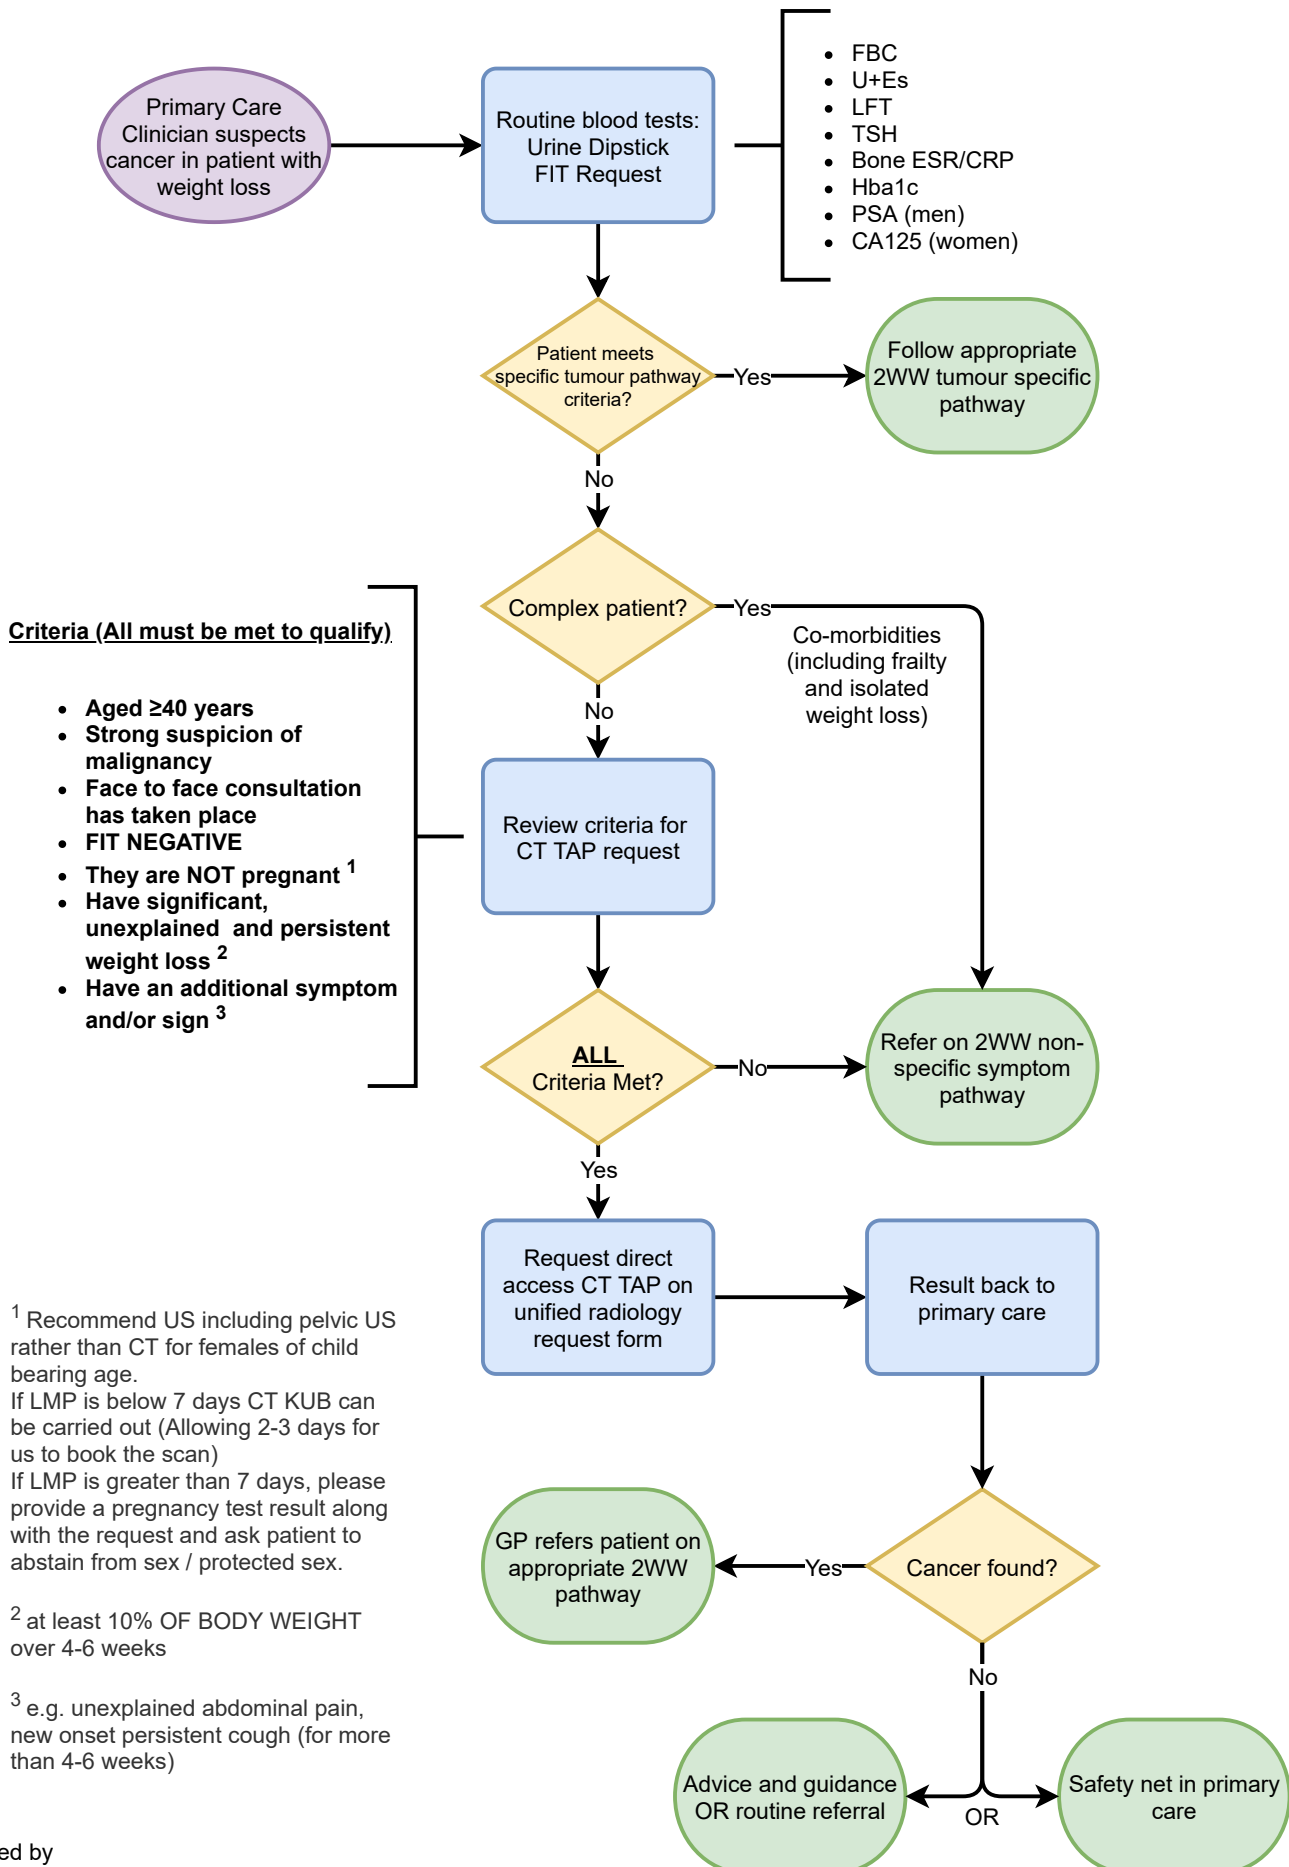 Primary Care
Clinician suspects
cancer in patient with
weight loss
Routine blood tests:
Urine Dipstick
FIT Request
FBC
U+Es
LFT
TSH
Bone ESR/CRP
Hba1c
PSA (men)
CA125 (women)
Patient meets
specific tumour pathway
criteria?
Yes
Follow appropriate
2WW tumour specific
pathway
No
Complex patient?
Yes
Co-morbidities
(including frailty
and isolated
weight loss)
No
Criteria (All must be met to qualify)
Aged ≥40 years
Strong suspicion of
malignancy
Face to face consultation
has taken place
FIT NEGATIVE
They are NOT pregnant 1
Have significant,
unexplained and persistent
weight loss 2
Have an additional symptom
and/or sign 3
Review criteria for
CT TAP request
ALL
Criteria Met?
No
Refer on 2WW non-
specific symptom
pathway
Yes
Request direct
access CT TAP on
unified radiology
request form
Result back to
primary care
1 Recommend US including pelvic US
rather than CT for females of child
bearing age.
If LMP is below 7 days CT KUB can
be carried out (Allowing 2-3 days for
us to book the scan)
If LMP is greater than 7 days, please
provide a pregnancy test result along
with the request and ask patient to
abstain from sex / protected sex.
2 at least 10% OF BODY WEIGHT
over 4-6 weeks
3 e.g. unexplained abdominal pain,
new onset persistent cough (for more
than 4-6 weeks)
Cancer found?
Yes
GP refers patient on
appropriate 2WW
pathway
No
Advice and guidance
OR routine referral
OR
Safety net in primary
care
ed by